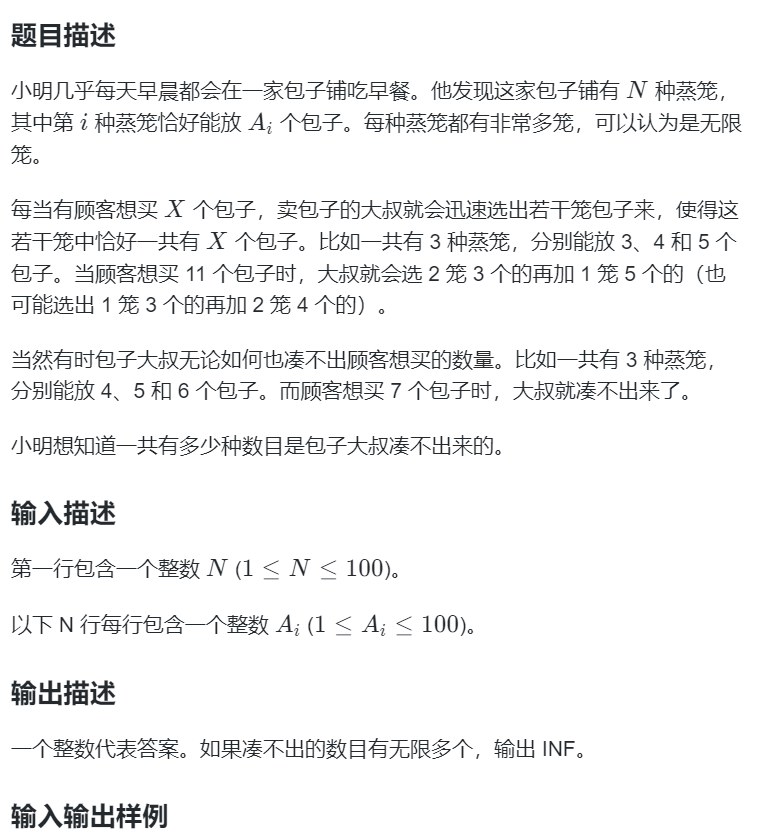 题目描述
小明几乎每天早晨都会在一家包子铺吃早餐。他发现这家包子铺有 N 种蒸笼，
其中第 i 种蒸笼恰好能放 Ai 个包子。每种蒸笼都有非常多笼，可以认为是无限
笼。
每当有顾客想买 X 个包子，卖包子的大叔就会迅速选出若干笼包子来，使得这
若干笼中恰好一共有 X 个包子。比如一共有 3 种蒸笼，分别能放 3、4 和 5 个
包子。当顾客想买 11 个包子时，大叔就会选 2 笼 3 个的再加 1 笼 5 个的（也
可能选出 1 笼 3 个的再加 2 笼 4 个的）。
当然有时包子大叔无论如何也凑不出顾客想买的数量。比如一共有 3 种蒸笼，
分别能放 4、5 和 6 个包子。而顾客想买 7 个包子时，大叔就凑不出来了。
小明想知道一共有多少种数目是包子大叔凑不出来的。
输入描述
第一行包含一个整数 N (1 ≤ N ≤ 100)。
以下 N 行每行包含一个整数 Ai (1 ≤ Ai ≤ 100)。
输出描述
一个整数代表答案。如果凑不出的数目有无限多个，输出 INF。
输入输出样例